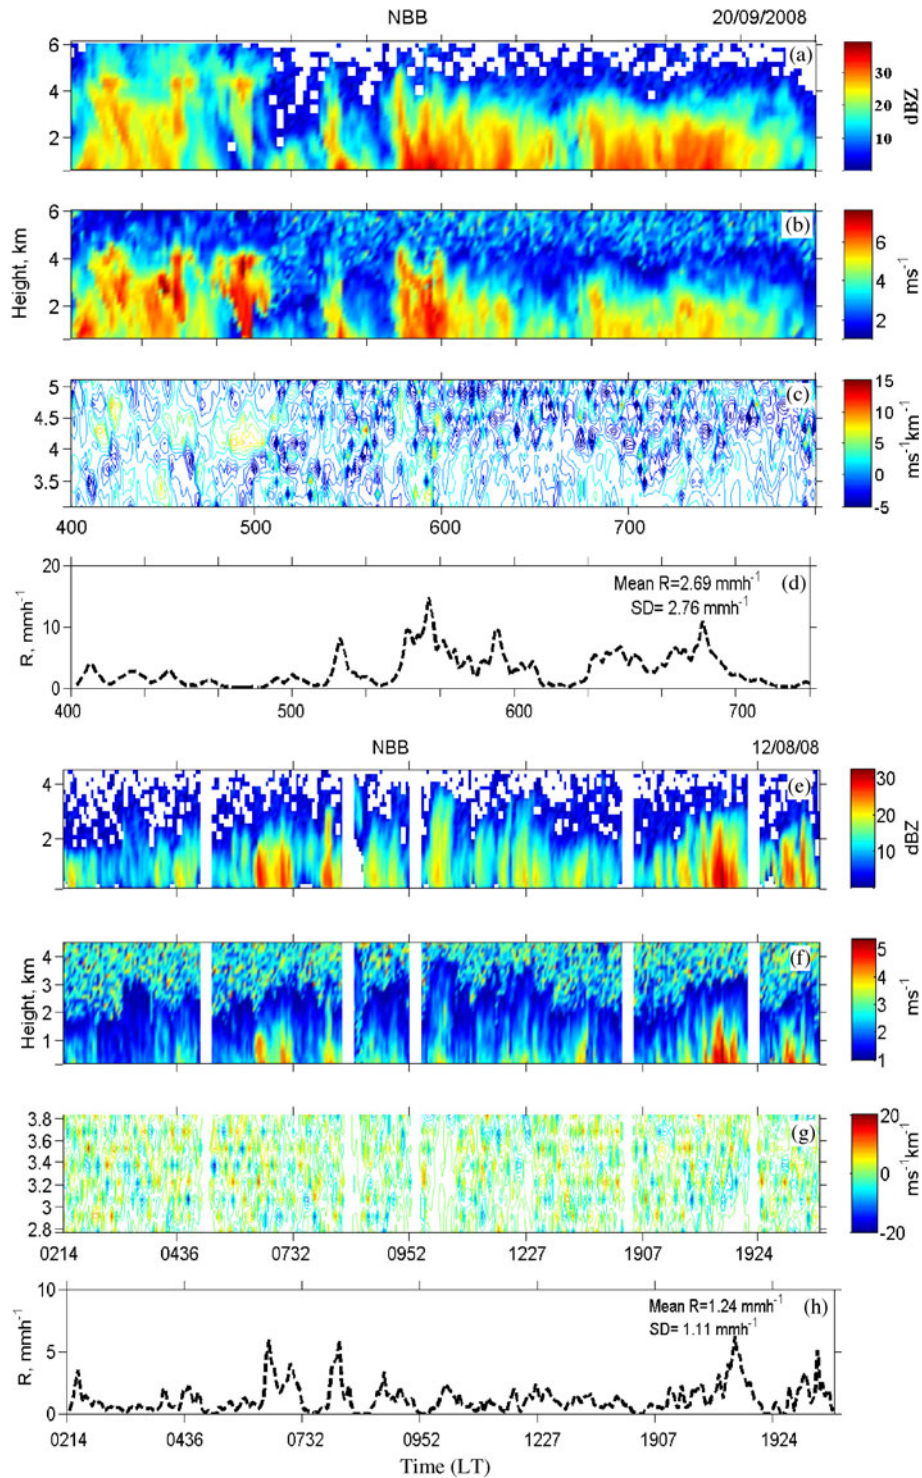 NBB 20/09/2008
6
4
2
(a)
30
20
10
dBZ
Height, km
6
4
2
(b)
6
4
2
ms⁻¹
5
4.5
4
3.5
(c)
15
10
5
0
-5
ms⁻¹km⁻¹
400 500 600 700
R, mmh⁻¹
20
10
0
Mean R=2.69 mmh⁻¹
SD= 2.76 mmh⁻¹
(d)
400 500 600 700
NBB 12/08/08
4
2
(e)
30
20
10
dBZ
Height, km
4
3
2
1
(f)
5
4
3
2
1
ms⁻¹
3.8
3.6
3.4
3.2
3
2.8
(g)
20
10
0
-10
-20
ms⁻¹km⁻¹
0214 0436 0732 0952 1227 1907 1924
R, mmh⁻¹
10
5
0
Mean R=1.24 mmh⁻¹
SD= 1.11 mmh⁻¹
(h)
0214 0436 0732 0952 1227 1907 1924
Time (LT)